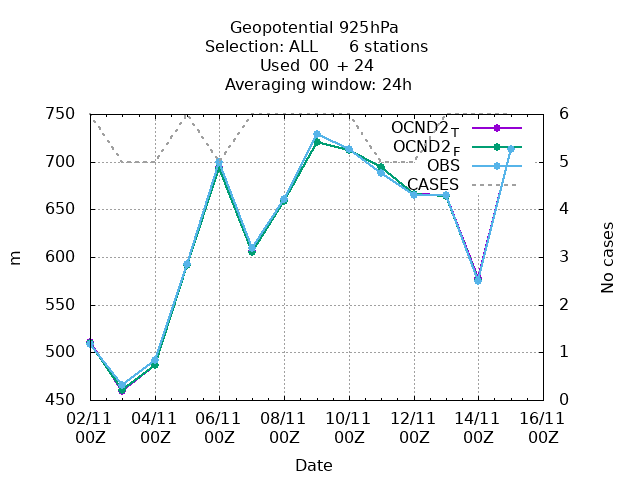 Geopotential 925hPa
Selection: ALL 6 stations
Used 00 + 24
Averaging window: 24h
750 6
OCND2T
OCND2F
700 OBS 5
CASES
650 4
600 3
m No cases
550 2
500 1
450 0
02/11 04/11 06/11 08/11 10/11 12/11 14/11 16/11
00Z 00Z 00Z 00Z 00Z 00Z 00Z 00Z
Date